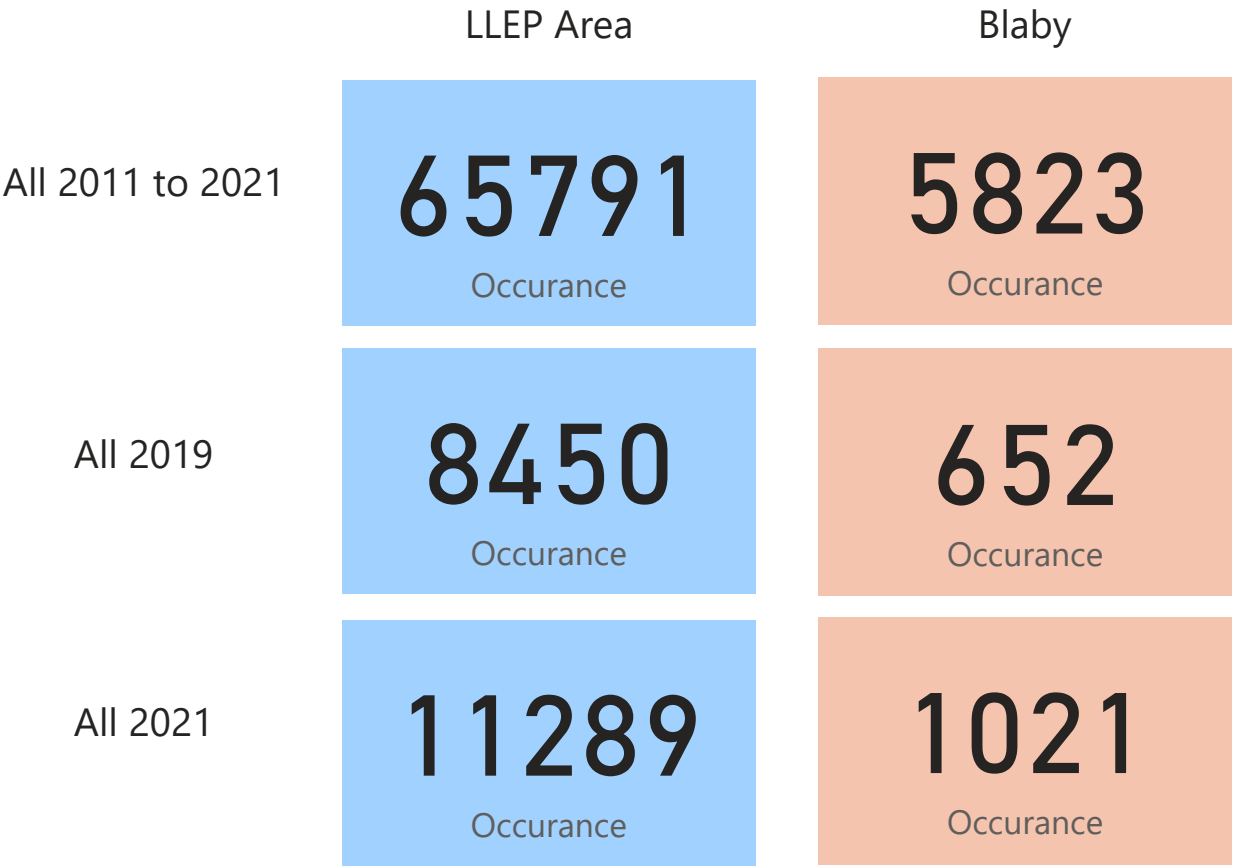 LLEP Area
Blaby
All 2011 to 2021
65791
Occurance
5823
Occurance
All 2019
8450
Occurance
652
Occurance
All 2021
11289
Occurance
1021
Occurance